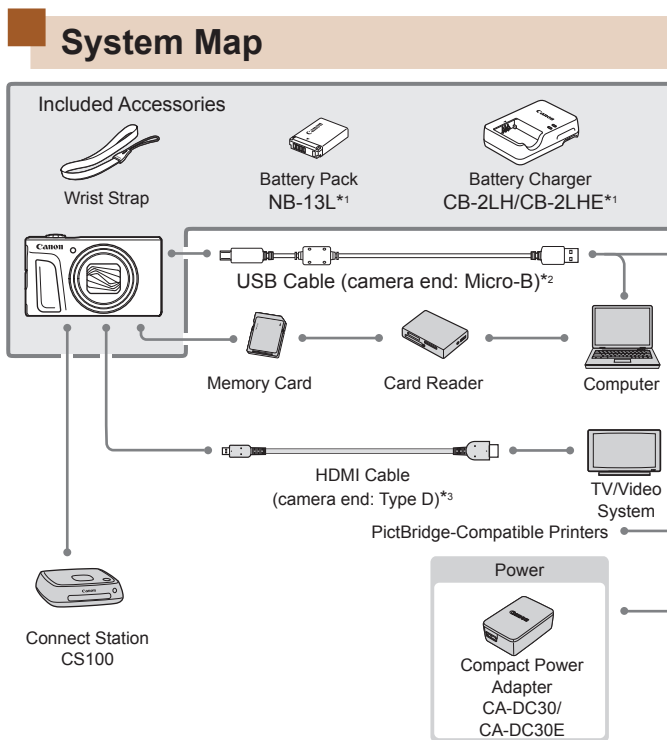 System Map
Included Accessories
Wrist Strap
Battery Pack
NB-13L*1
Battery Charger
CB-2LH/CB-2LHE*1
Canon
USB Cable (camera end: Micro-B)*2
Memory Card
Card Reader
Computer
HDMI Cable
(camera end: Type D)*3
TV/Video
System
PictBridge-Compatible Printers
Connect Station
CS100
Power
Compact Power
Adapter
CA-DC30/
CA-DC30E